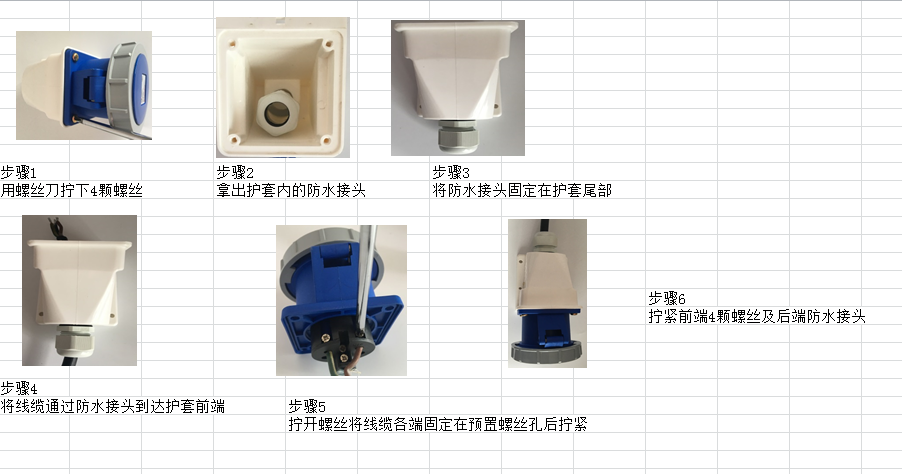 步骤1
用螺丝刀拧下4颗螺丝
步骤2
拿出护套内的防水接头
步骤3
将防水接头固定在护套尾部
步骤4
将线缆通过防水接头到达护套前端
步骤5
拧开螺丝将线缆各端固定在预置螺丝孔后拧紧
步骤6
拧紧前端4颗螺丝及后端防水接头